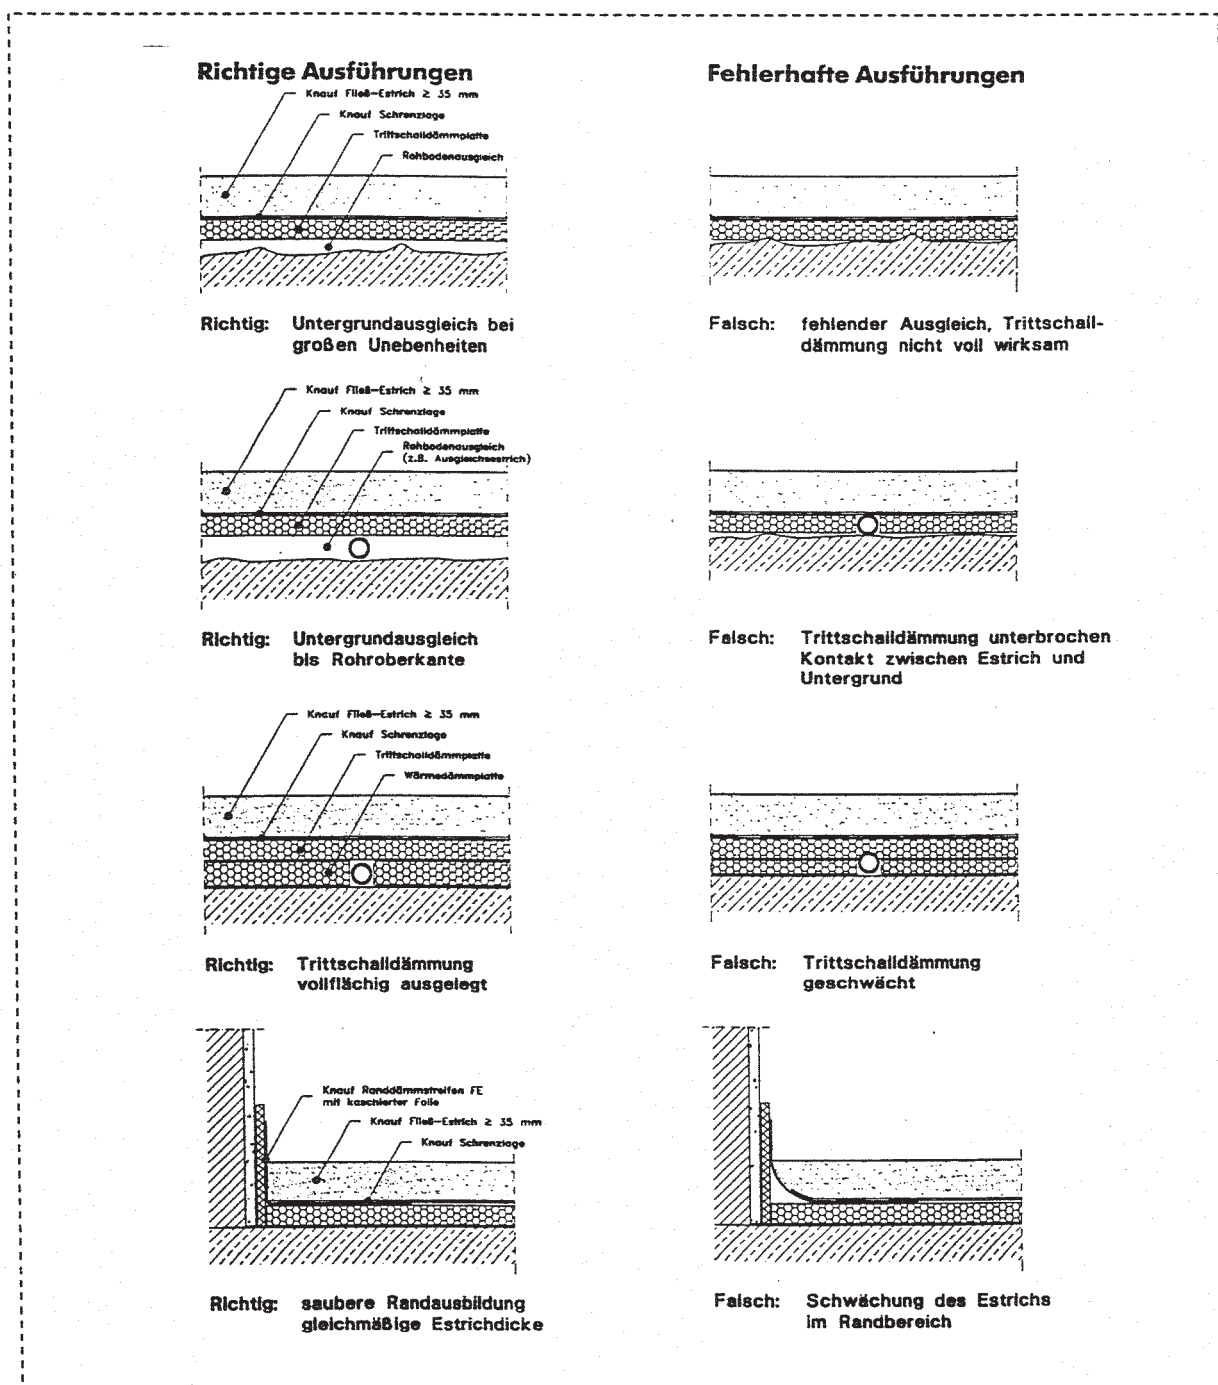 Richtige Ausführungen
Knauf Fließ-Estrich ≥ 35 mm
Knauf Schrenzlage
Trittschalldämmplatte
Rohbodenausgleich
Richtig: Untergrundausgleich bei
großen Unebenheiten
Knauf Fließ-Estrich ≥ 35 mm
Knauf Schrenzlage
Trittschalldämmplatte
Rohbodenausgleich
(z.B. Ausgleichsestrich)
Richtig: Untergrundausgleich
bis Rohroberkante
Knauf Fließ-Estrich ≥ 35 mm
Knauf Schrenzlage
Trittschalldämmplatte
Wärmedämmplatte
Richtig: Trittschalldämmung
vollflächig ausgelegt
Knauf Randdämmstreifen FE
mit kaschierter Folie
Knauf Fließ-Estrich ≥ 35 mm
Knauf Schrenzlage
Richtig: saubere Randausbildung
gleichmäßige Estrichdicke
Fehlerhafte Ausführungen
Falsch: fehlender Ausgleich, Trittschall-
dämmung nicht voll wirksam
Falsch: Trittschalldämmung unterbrochen
Kontakt zwischen Estrich und
Untergrund
Falsch: Trittschalldämmung
geschwächt
Falsch: Schwächung des Estrichs
im Randbereich